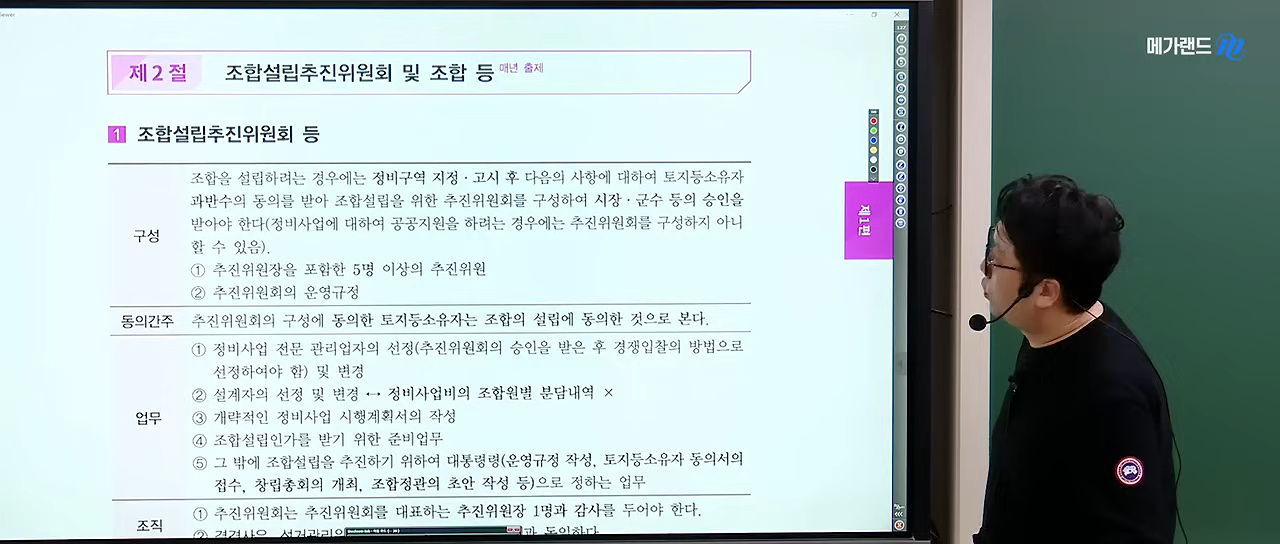 메가랜드
제2절 조합설립추진위원회 및 조합 등 매년 출제
1 조합설립추진위원회 등
구성
조합을 설립하려는 경우에는 정비구역 지정·고시 후 다음의 사항에 대하여 토지등소유자
과반수의 동의를 받아 조합설립을 위한 추진위원회를 구성하여 시장·군수 등의 승인을
받아야 한다(정비사업에 대하여 공공지원을 하려는 경우에는 추진위원회를 구성하지 아니
할 수 있음).
① 추진위원장을 포함한 5명 이상의 추진위원
② 추진위원회의 운영규정
동의간주 추진위원회의 구성에 동의한 토지등소유자는 조합의 설립에 동의한 것으로 본다.
업무
① 정비사업 전문 관리업자의 선정(추진위원회의 승인을 받은 후 경쟁입찰의 방법으로
선정하여야 함) 및 변경
② 설계자의 선정 및 변경 ↔ 정비사업비의 조합원별 분담내역 ×
③ 개략적인 정비사업 시행계획서의 작성
④ 조합설립인가를 받기 위한 준비업무
⑤ 그 밖에 조합설립을 추진하기 위하여 대통령령(운영규정 작성, 토지등소유자 동의서의
접수, 창립총회의 개최, 조합정관의 초안 작성 등)으로 정하는 업무
조직
① 추진위원회는 추진위원회를 대표하는 추진위원장 1명과 감사를 두어야 한다.
② 결격사유, 선거관리의
동일하다
제1편